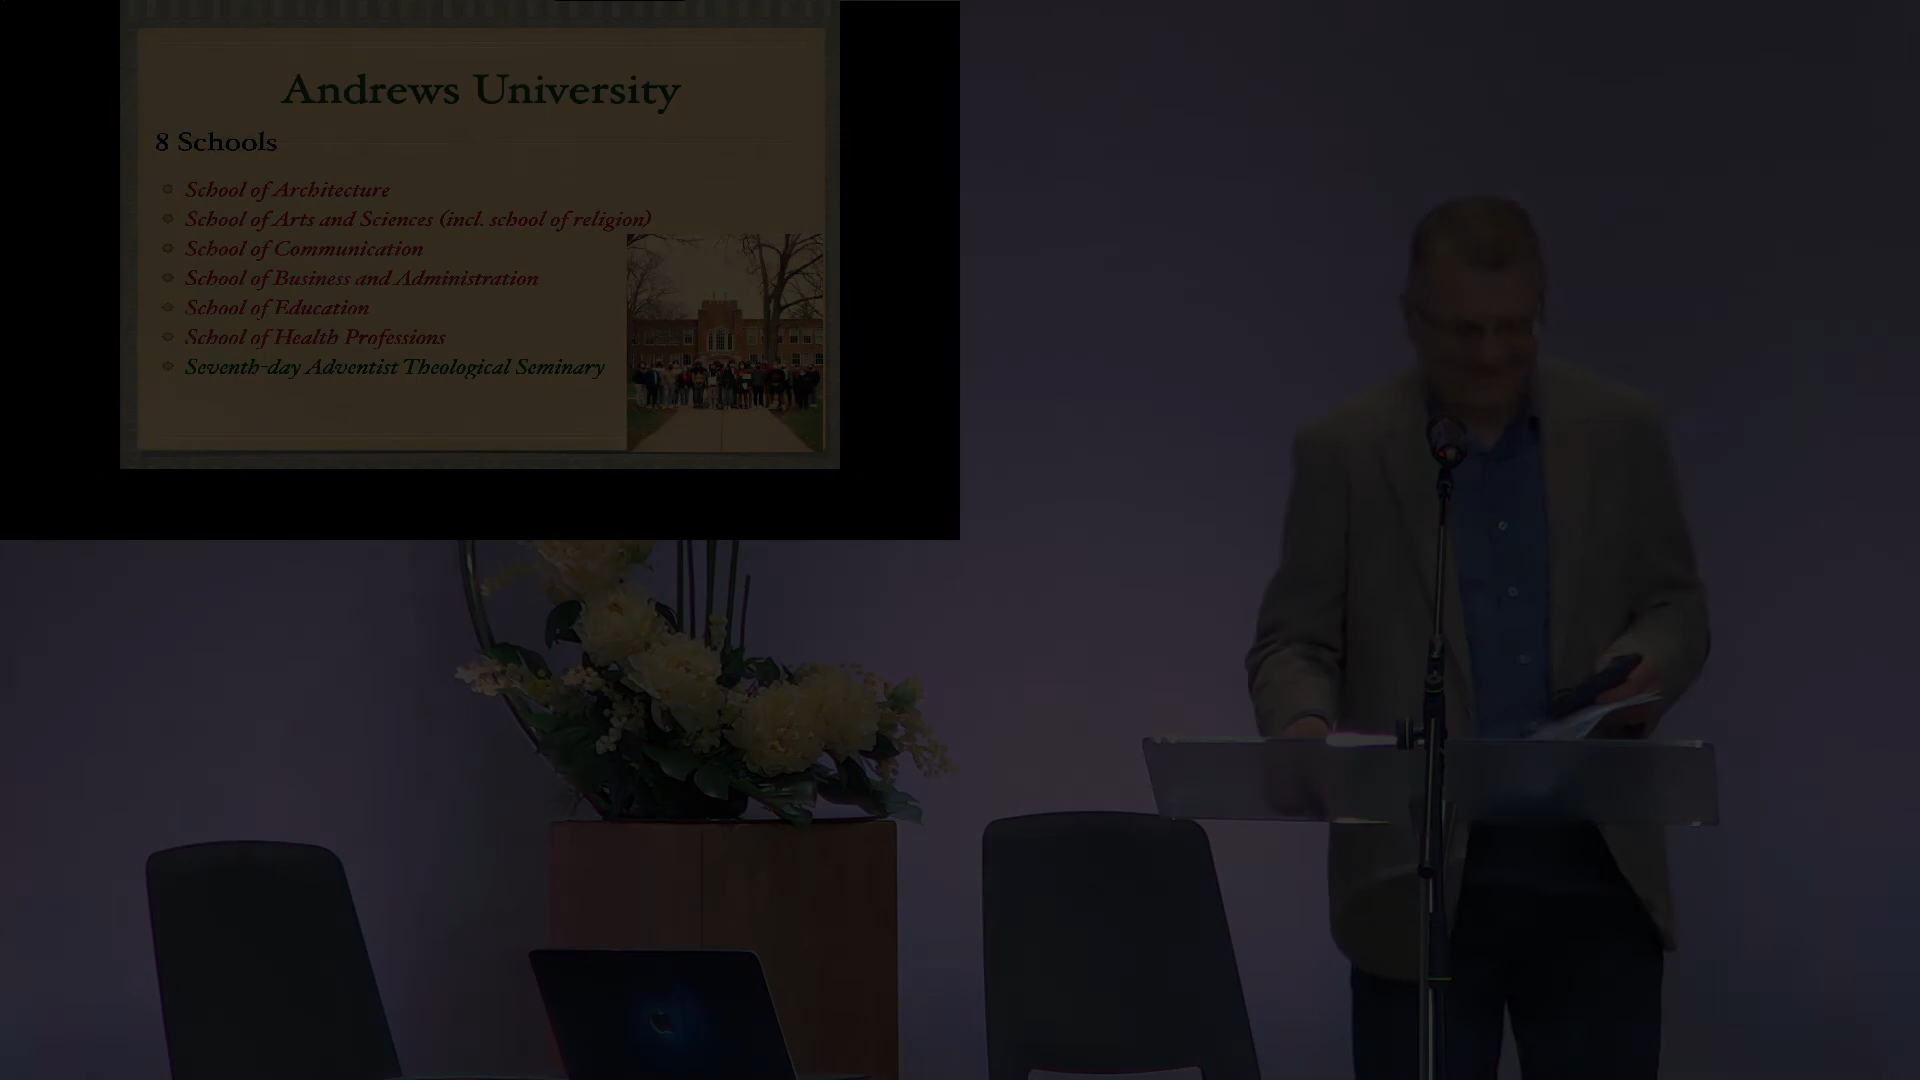 Andrews University
8 Schools
School of Architecture
School of Arts and Sciences (incl. school of religion)
School of Communication
School of Business and Administration
School of Education
School of Health Professions
Seventh-day Adventist Theological Seminary